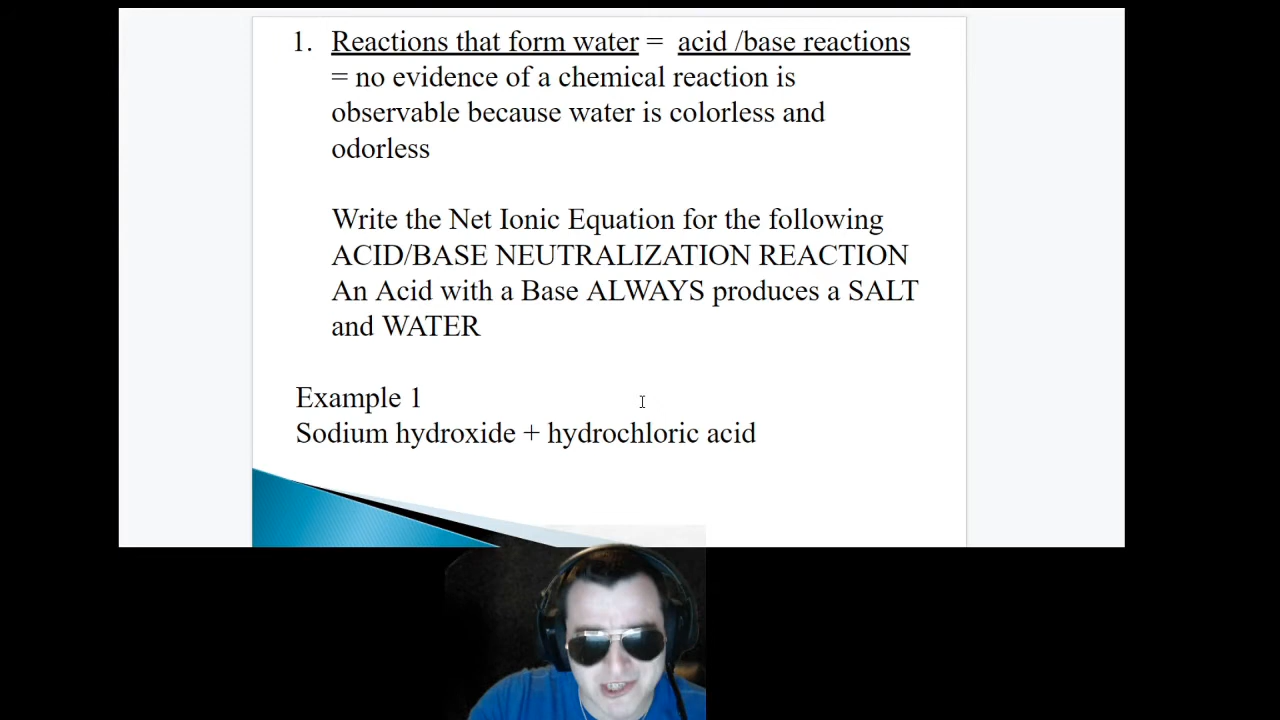 1. Reactions that form water = acid /base reactions
= no evidence of a chemical reaction is
observable because water is colorless and
odorless
Write the Net Ionic Equation for the following
ACID/BASE NEUTRALIZATION REACTION
An Acid with a Base ALWAYS produces a SALT
and WATER
Example 1
Sodium hydroxide + hydrochloric acid